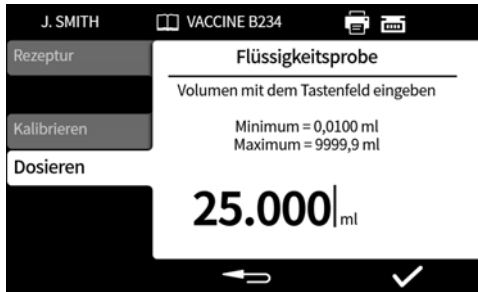 J. SMITH
VACCINE B234
Rezeptur
Flüssigkeitsprobe
Volumen mit dem Tastenfeld eingeben
Kalibrieren
Minimum = 0,0100 ml
Maximum = 9999,9 ml
Dosieren
25.000 ml